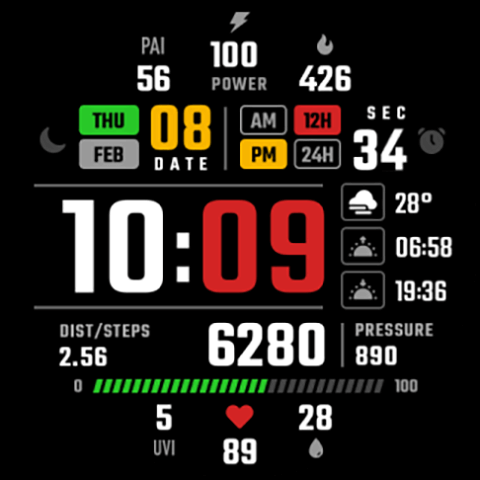 PAI 100
56 POWER 426
THU 08 AM 12H SEC
FEB DATE PM 24H 34
10:09
28°
06:58
19:36
DIST/STEPS 6280 PRESSURE
2.56 890
0 100
5 28
UVI 89